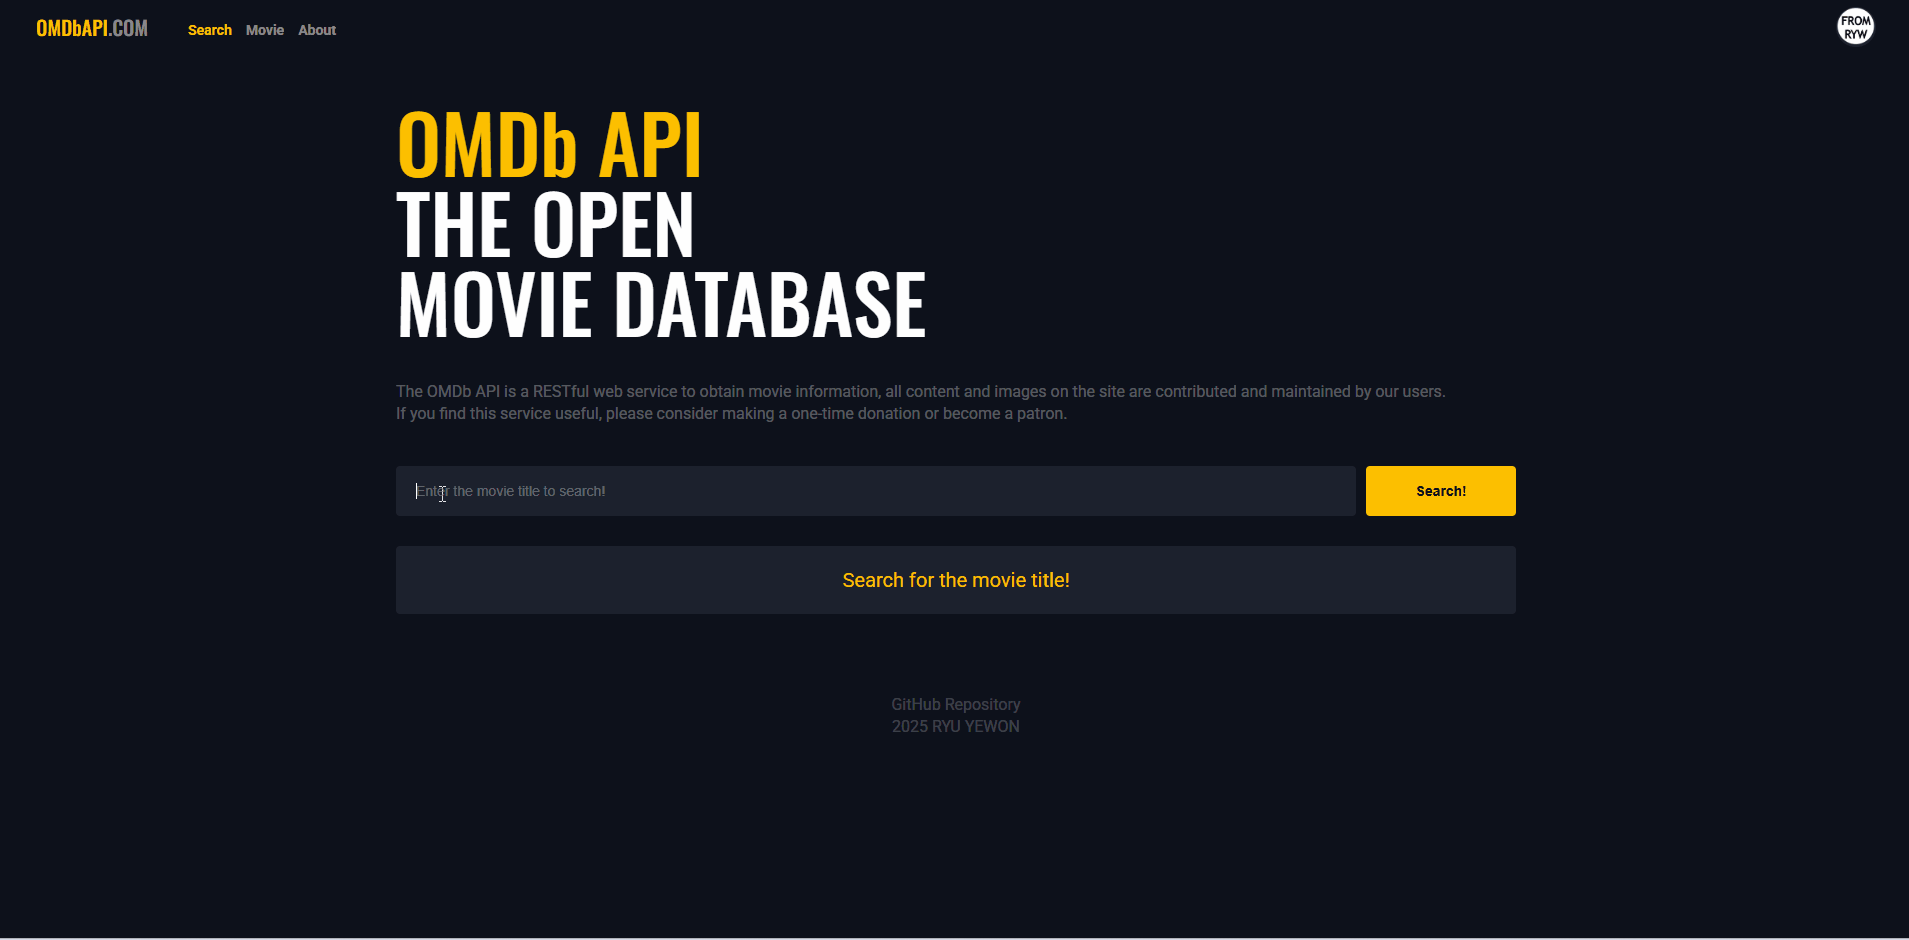 OMDbAPI.COM
Search
Movie
About
FROM
RYW
OMDb API
THE OPEN
MOVIE DATABASE
The OMDb API is a RESTful web service to obtain movie information, all content and images on the site are contributed and maintained by our users.
If you find this service useful, please consider making a one-time donation or become a patron.
Enter the movie title to search!
Search!
Search for the movie title!
GitHub Repository
2025 RYU YEWON